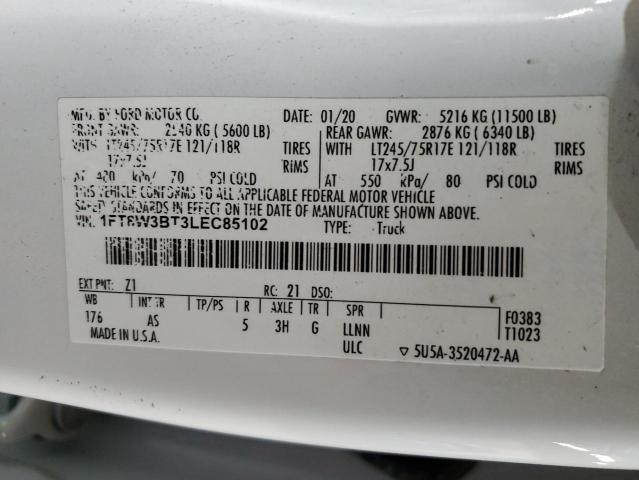 MFG. BY FORD MOTOR CO. DATE: 01/20 GVWR: 5216 KG (11500 LB)
FRONT GAWR: 2540 KG ( 5600 LB) REAR GAWR: 2876 KG ( 6340 LB)
WITH LT245/75R17E 121/118R TIRES WITH LT245/75R17E 121/118R TIRES
17x7.5J RIMS 17x7.5J RIMS
AT kPa/ 70 PSI COLD AT 550 kPa/ 80 PSI COLD
THIS VEHICLE CONFORMS TO ALL APPLICABLE FEDERAL MOTOR VEHICLE
SAFETY STANDARDS IN EFFECT ON THE DATE OF MANUFACTURE SHOWN ABOVE.
VIN: 1FT8W3BT3LEC85102 TYPE: Truck
EXT PNT: Z1 RC: 21 DSO:
WB INT TR TP/PS R AXLE TR SPR F0383
176 AS 5 3H G LLNN T1023
MADE IN U.S.A. ULC ▽ 5U5A-3520472-AA